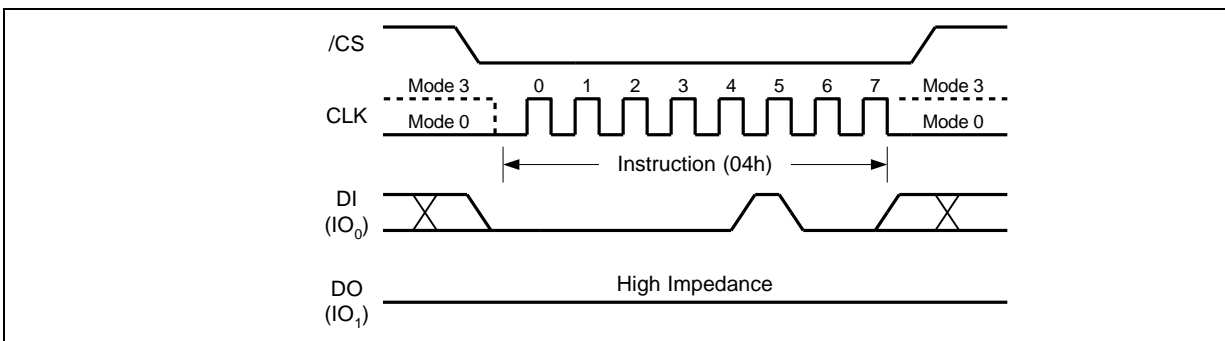 /CS
Mode 3 0 1 2 3 4 5 6 7 Mode 3
CLK
Mode 0 Mode 0
Instruction (04h)
DI
(IO₀)
High Impedance
DO
(IO₁)